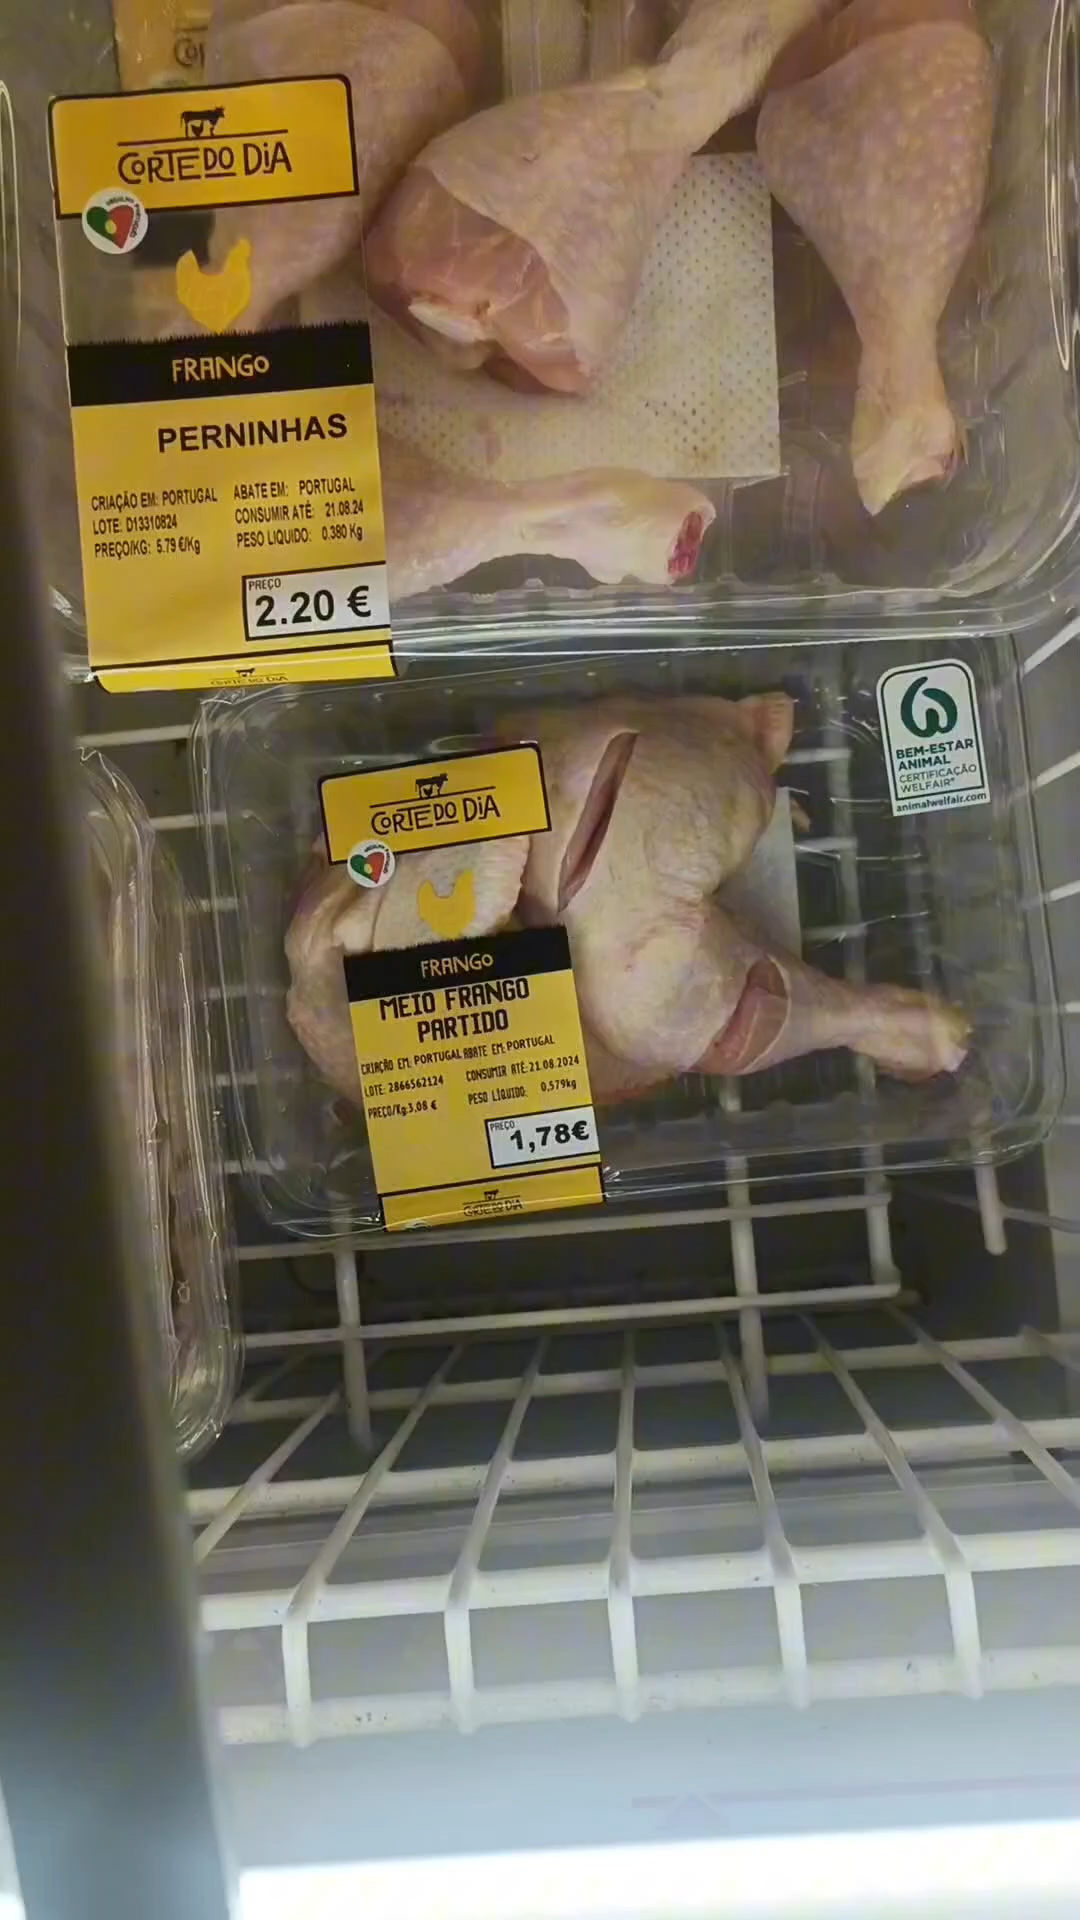 CORTE DO DiA
FRANGO
PERNINHAS
CRIAÇÃO EM: PORTUGAL ABATE EM: PORTUGAL
LOTE: D13310824 CONSUMIR ATÉ: 21.08.24
PREÇO/KG: 5.79 €/Kg PESO LIQUIDO: 0.380 Kg
PREÇO
2.20 €
CORTE DO DiA
BEM-ESTAR
ANIMAL
CERTIFICAÇÃO
WELFAIR
animalwelfair.com
CORTE DO DiA
FRANGO
MEIO FRANGO
PARTIDO
CRIAÇÃO EM: PORTUGAL ABATE EM: PORTUGAL
LOTE: 2866562124 CONSUMIR ATÉ: 21.08.2024
PREÇO/Kg: 3,08 € PESO LÍQUIDO: 0,579kg
PREÇO
1,78€
CORTE DO DiA